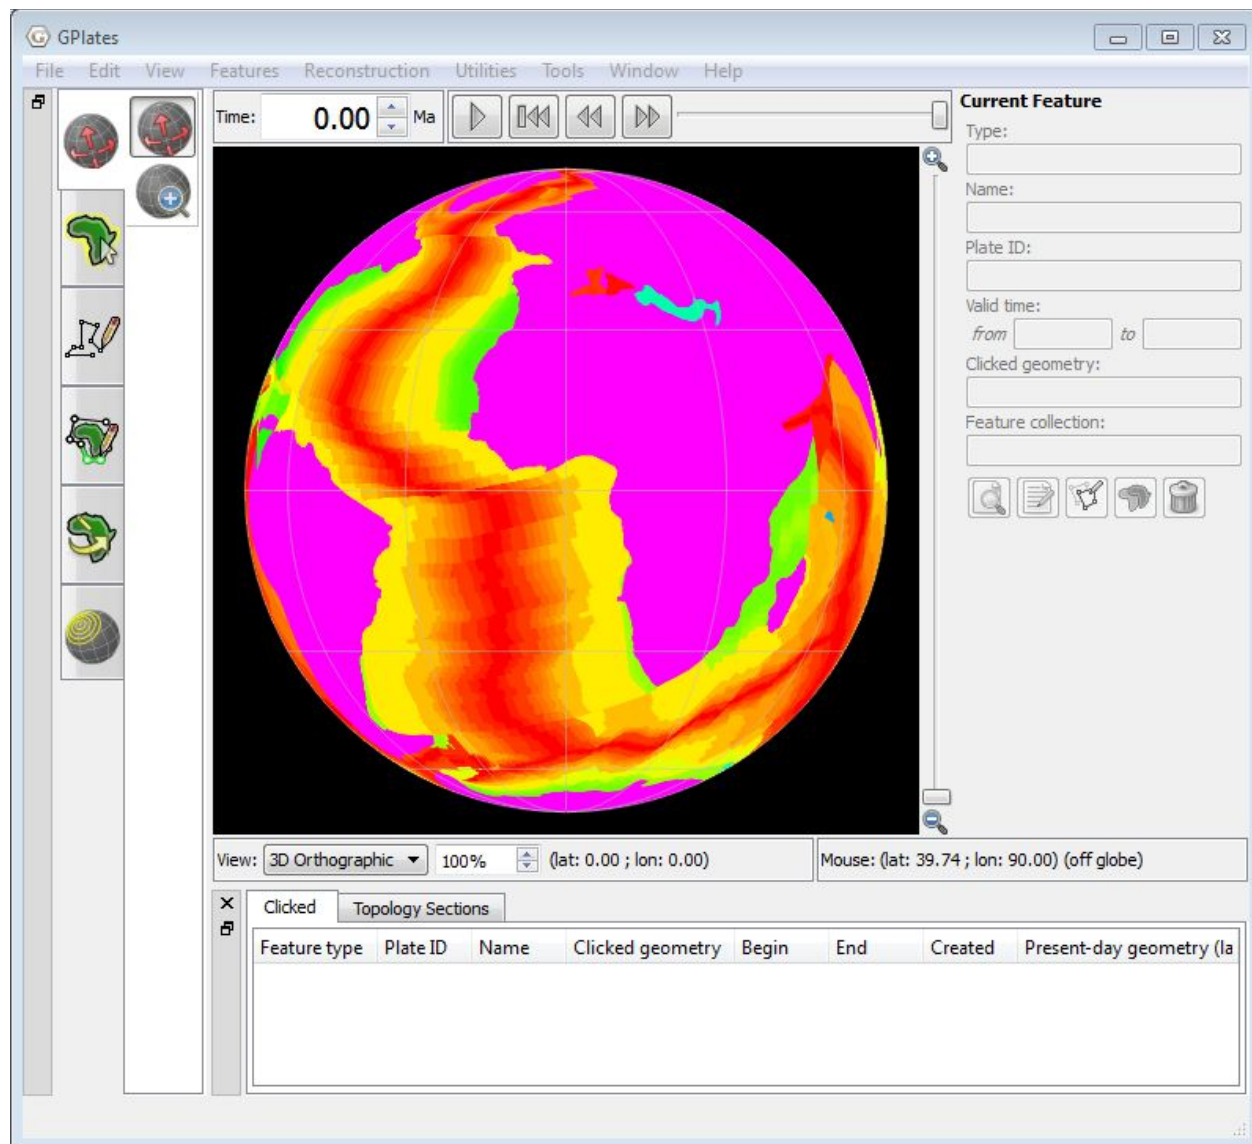 GPlates
File Edit View Features Reconstruction Utilities Tools Window Help
Time: 0.00 Ma
Current Feature
Type:
Name:
Plate ID:
Valid time:
from to
Clicked geometry:
Feature collection:
View: 3D Orthographic 100% (lat: 0.00 ; lon: 0.00) Mouse: (lat: 39.74 ; lon: 90.00) (off globe)
Clicked Topology Sections
Feature type Plate ID Name Clicked geometry Begin End Created Present-day geometry (la